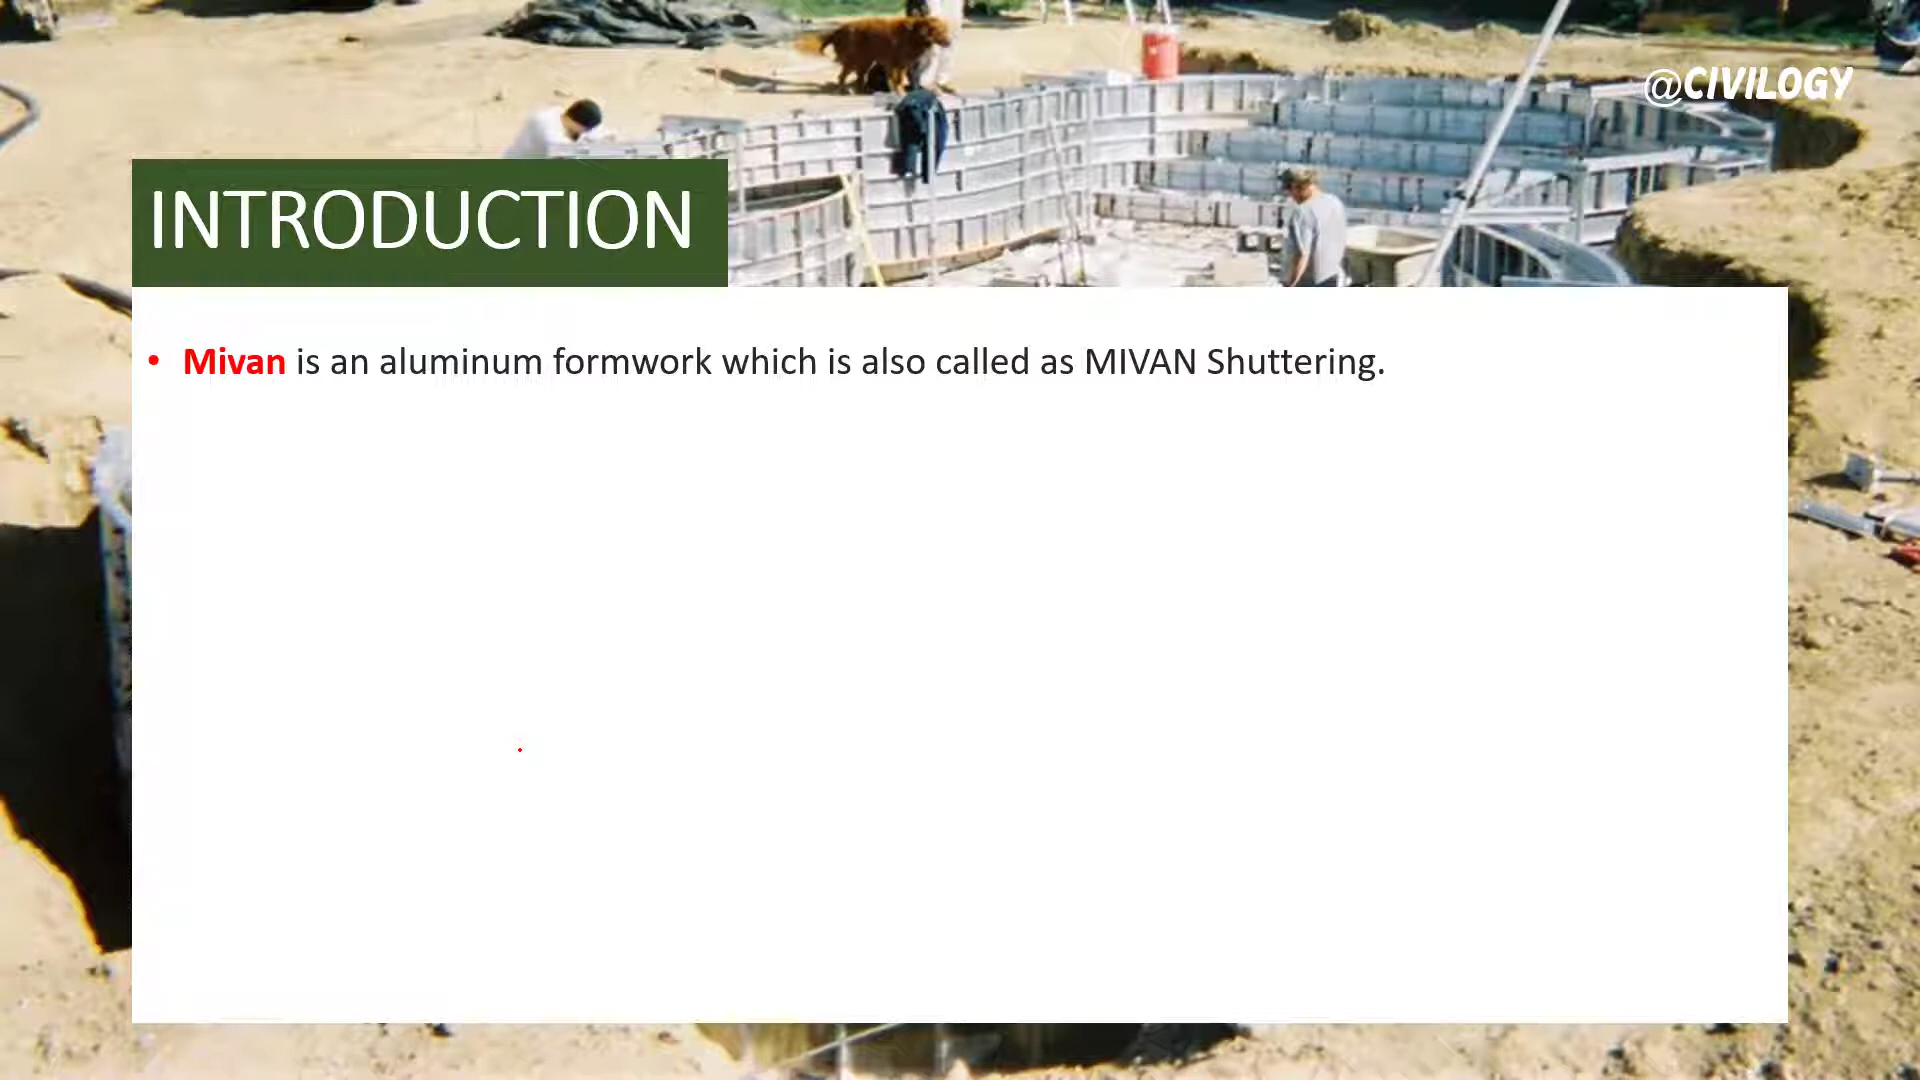 @CIVILOGY
INTRODUCTION
• Mivan is an aluminum formwork which is also called as MIVAN Shuttering.